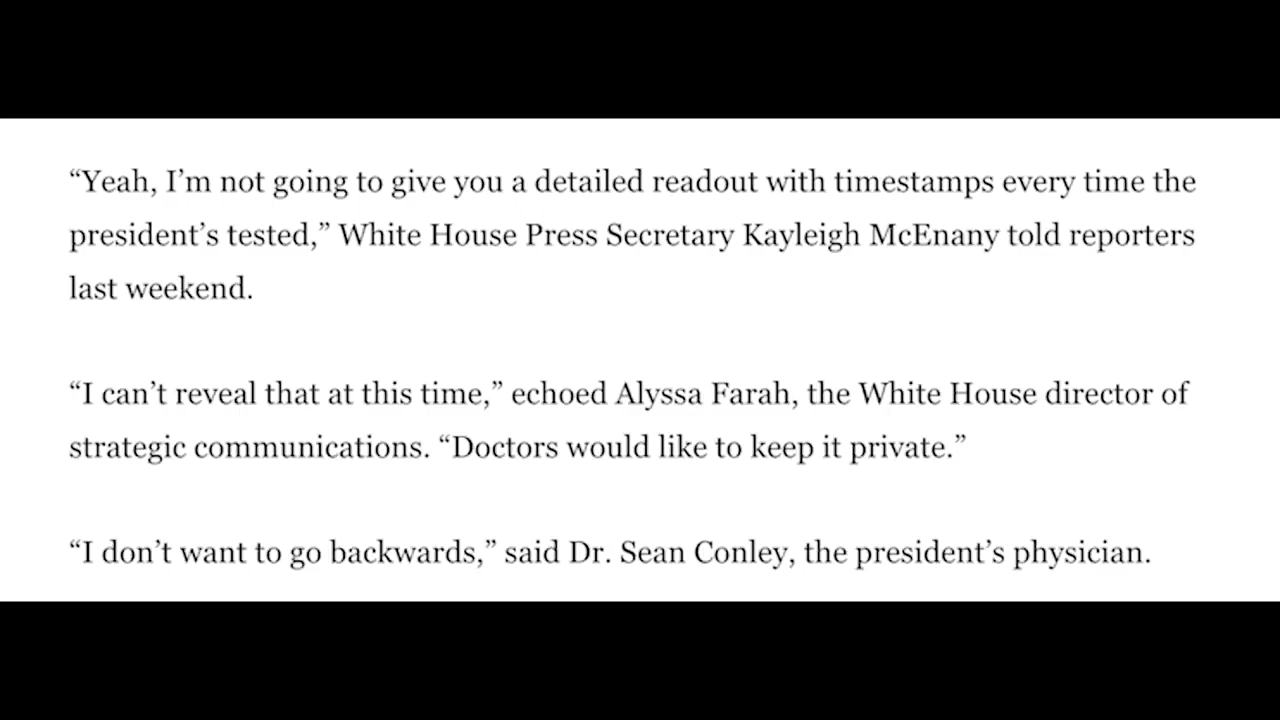 “Yeah, I’m not going to give you a detailed readout with timestamps every time the
president’s tested,” White House Press Secretary Kayleigh McEnany told reporters
last weekend.
“I can’t reveal that at this time,” echoed Alyssa Farah, the White House director of
strategic communications. “Doctors would like to keep it private.”
“I don’t want to go backwards,” said Dr. Sean Conley, the president’s physician.